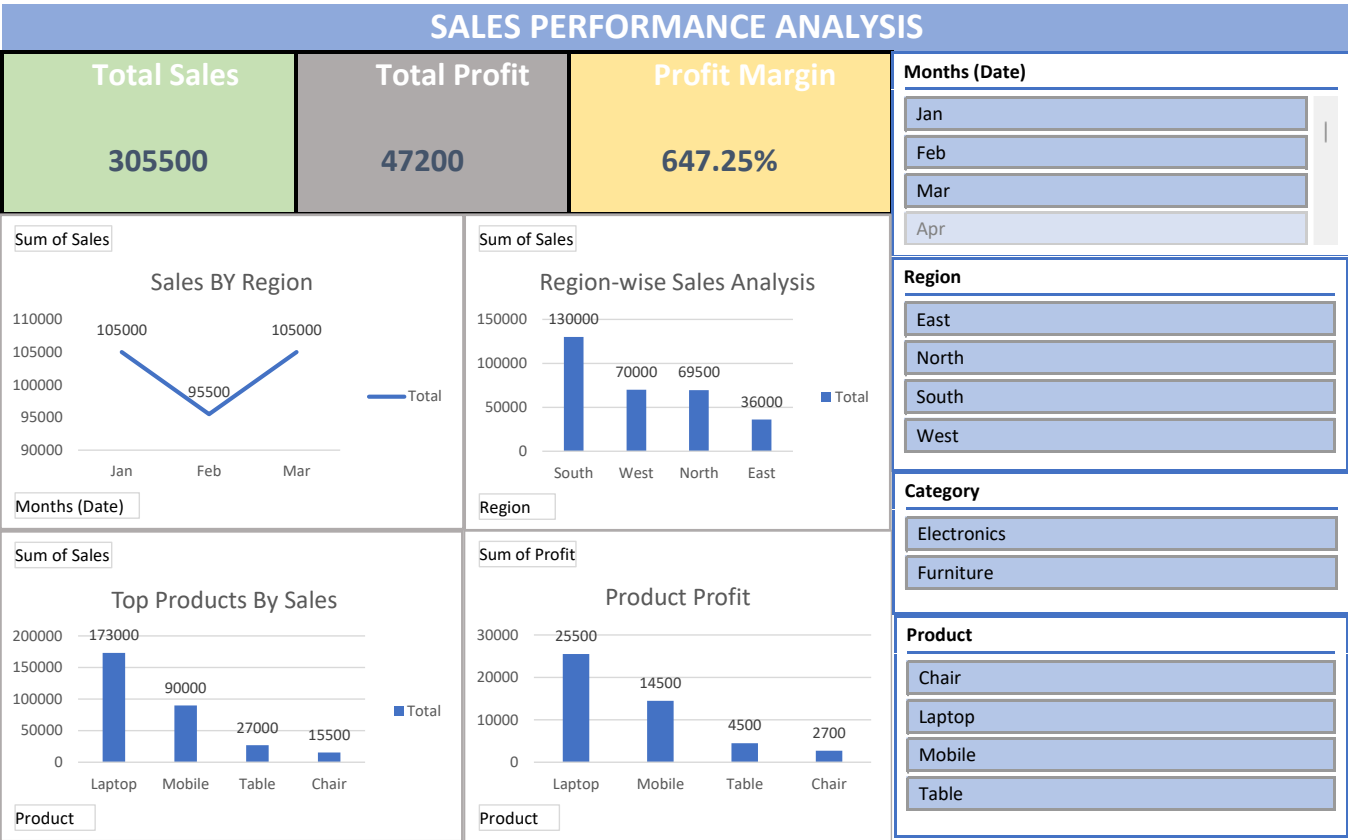 SALES PERFORMANCE ANALYSIS
Total Sales
305500
Total Profit
47200
Profit Margin
647.25%
Sum of Sales
Sales BY Region
110000
105000
100000
95000
90000
105000
95500
105000
Jan
Feb
Mar
Total
Months (Date)
Sum of Sales
Region-wise Sales Analysis
150000
100000
50000
0
130000
70000
69500
36000
South
West
North
East
Total
Region
Sum of Sales
Top Products By Sales
200000
150000
100000
50000
0
173000
90000
27000
15500
Laptop
Mobile
Table
Chair
Total
Product
Sum of Profit
Product Profit
30000
20000
10000
0
25500
14500
4500
2700
Laptop
Mobile
Table
Chair
Product
Months (Date)
Jan
Feb
Mar
Apr
Region
East
North
South
West
Category
Electronics
Furniture
Product
Chair
Laptop
Mobile
Table